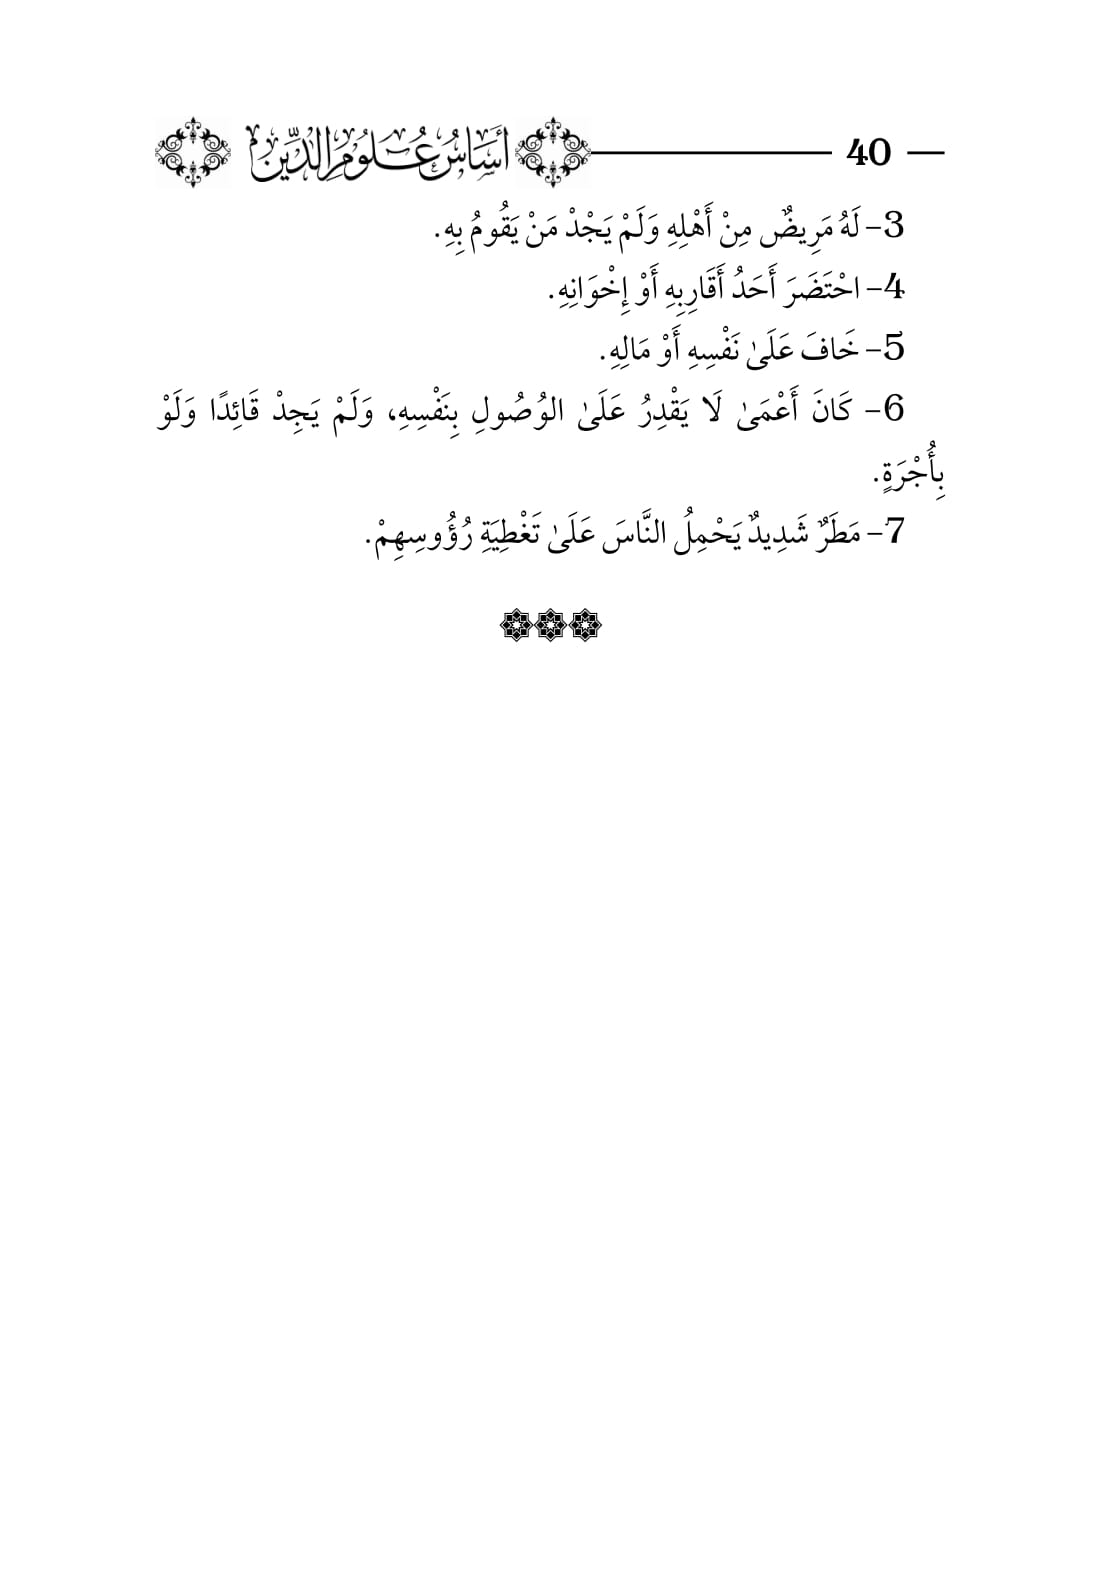 40 أَسَاسُ عُلُومِ الدِّين
3- لَهُ مَرِيضٌ مِنْ أَهْلِهِ وَلَمْ يَجْدْ مَنْ يَقُومُ بِهِ.
4- احْتَضَرَ أَحَدُ أَقَارِبِهِ أَوْ إِخْوَانِهِ.
5- خَافَ عَلَىٰ نَفْسِهِ أَوْ مَالِهِ.
6- كَانَ أَعْمَىٰ لَا يَقْدِرُ عَلَىٰ الوُصُولِ بِنَفْسِهِ، وَلَمْ يَجِدْ قَائِدًا وَلَوْ
بِأُجْرَةٍ.
7- مَطَرٌ شَدِيدٌ يَحْمِلُ النَّاسَ عَلَىٰ تَغْطِيَةِ رُؤُوسِهِمْ.